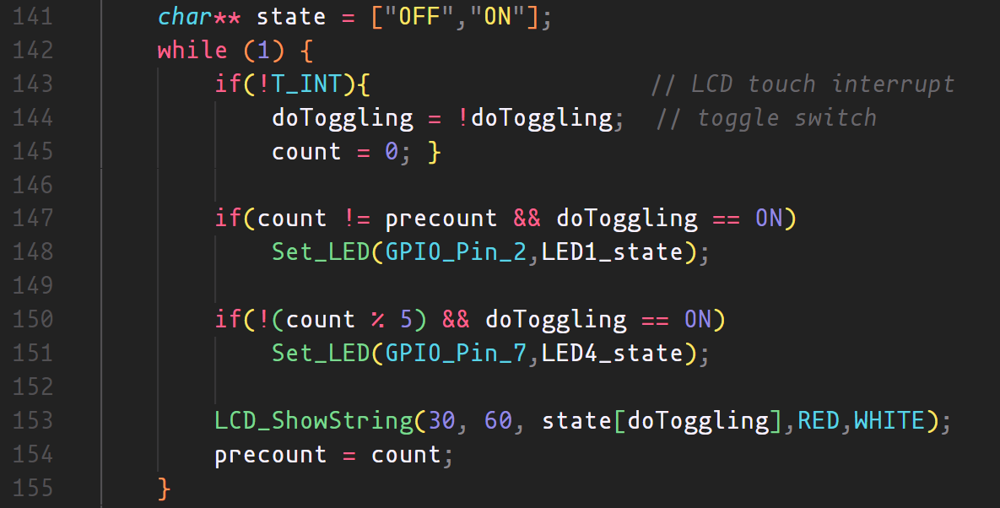 141 char** state = ["OFF","ON"];
142 while (1) {
143 if(!T_INT){ // LCD touch interrupt
144 doToggling = !doToggling; // toggle switch
145 count = 0; }
146
147 if(count != precount && doToggling == ON)
148 Set_LED(GPIO_Pin_2,LED1_state);
149
150 if(!(count % 5) && doToggling == ON)
151 Set_LED(GPIO_Pin_7,LED4_state);
152
153 LCD_ShowString(30, 60, state[doToggling],RED,WHITE);
154 precount = count;
155 }